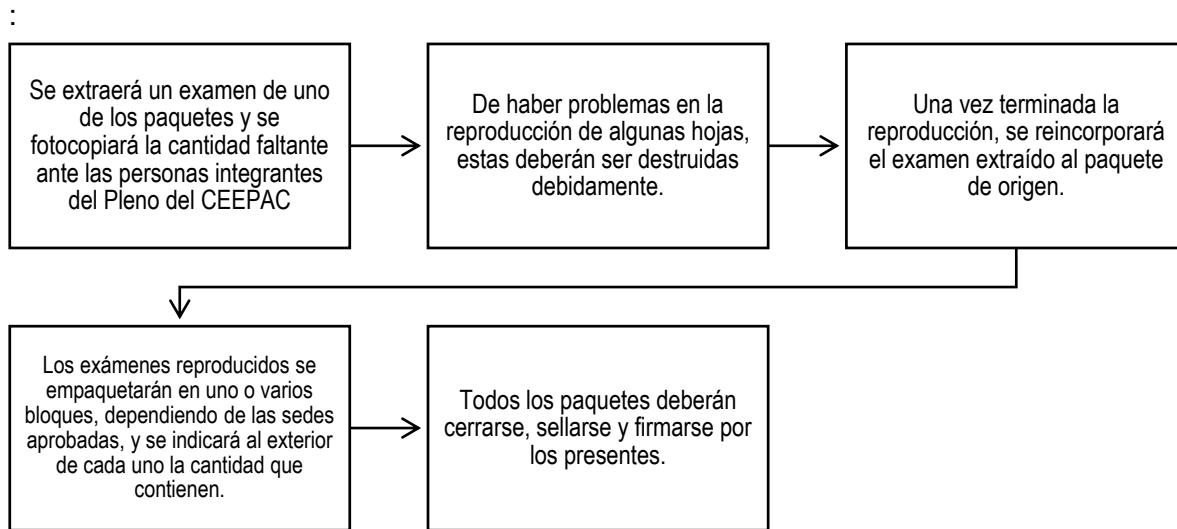 :
Se extraerá un examen de uno
de los paquetes y se
fotocopiará la cantidad faltante
ante las personas integrantes
del Pleno del CEEPAC
De haber problemas en la
reproducción de algunas hojas,
estas deberán ser destruidas
debidamente.
Una vez terminada la
reproducción, se reincorporará
el examen extraído al paquete
de origen.
Los exámenes reproducidos se
empaquetarán en uno o varios
bloques, dependiendo de las sedes
aprobadas, y se indicará al exterior
de cada uno la cantidad que
contienen.
Todos los paquetes deberán
cerrarse, sellarse y firmarse por
los presentes.